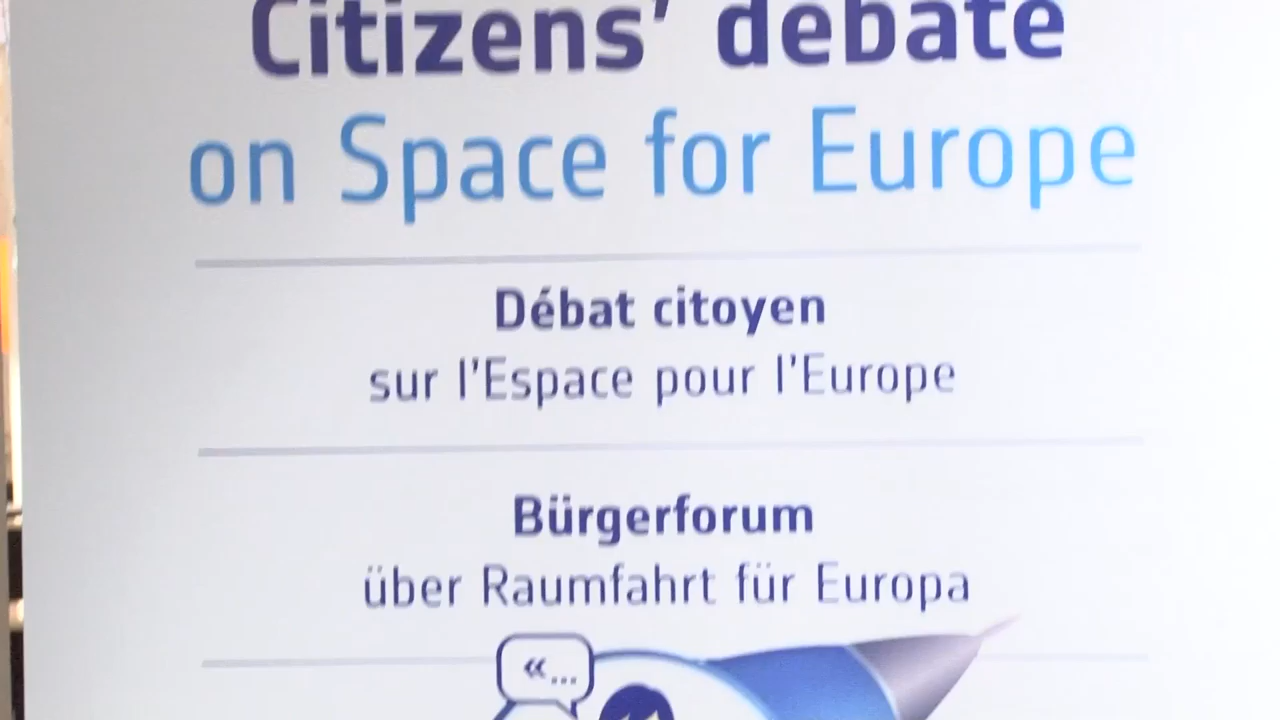 Citizens’ debate
on Space for Europe
Débat citoyen
sur l’Espace pour l’Europe
Bürgerforum
über Raumfahrt für Europa
«...